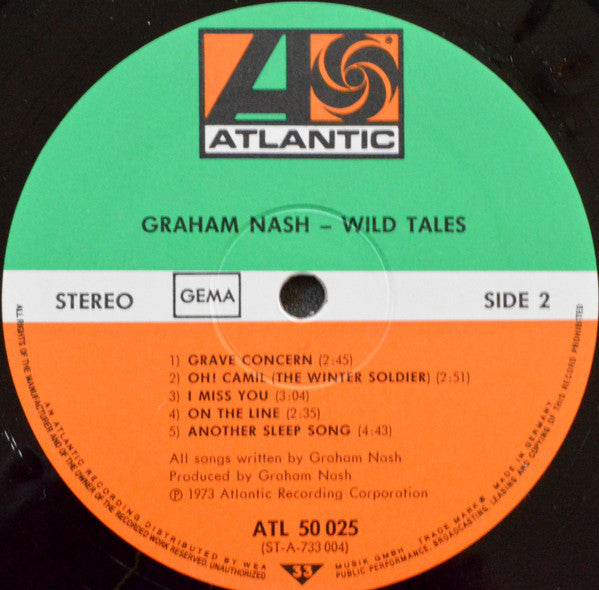 ATLANTIC
®
GRAHAM NASH – WILD TALES
STEREO
GEMA
SIDE 2
1) GRAVE CONCERN (2:45)
2) OH! CAMIL (THE WINTER SOLDIER) (2:51)
3) I MISS YOU (3:04)
4) ON THE LINE (2:35)
5) ANOTHER SLEEP SONG (4:43)
All songs written by Graham Nash
Produced by Graham Nash
℗ 1973 Atlantic Recording Corporation
ATL 50 025
(ST-A-733 004)
33
ALL RIGHTS OF THE MANUFACTURER AND OF THE OWNER OF THE RECORDED WORK RESERVED, UNAUTHORIZED PUBLIC PERFORMANCE, BROADCASTING, LEASING AND COPYING OF THIS RECORD PROHIBITED
AN ATLANTIC RECORDING DISTRIBUTED BY WEA MUSIK GMBH TRADE MARK® MADE IN GERMANY